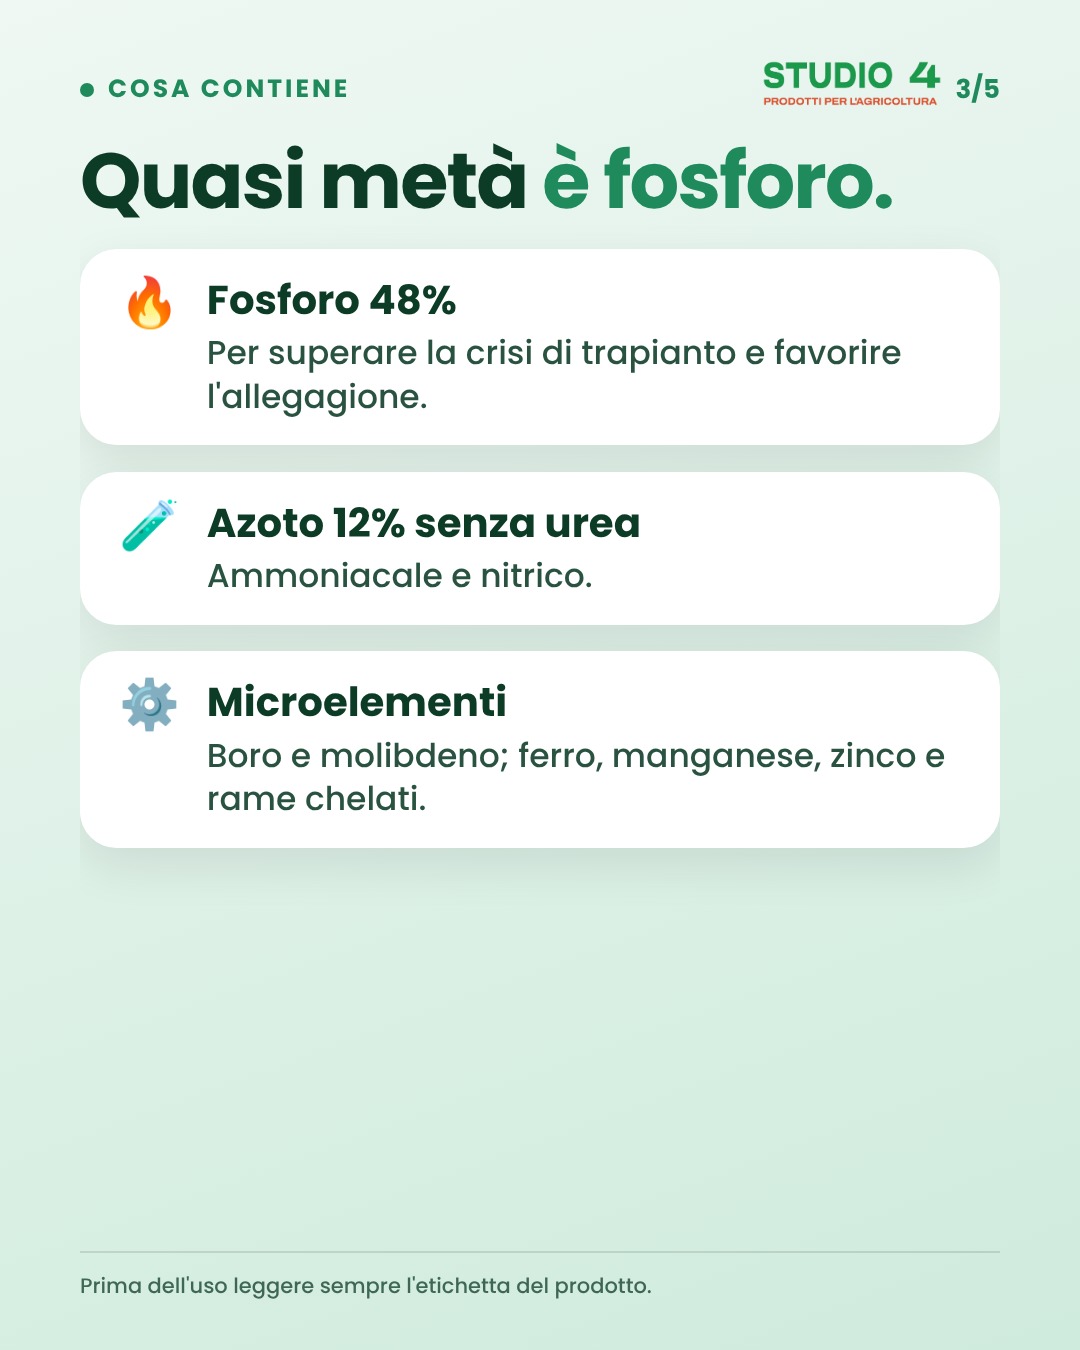 COSA CONTIENE
STUDIO 4
PRODOTTI PER L'AGRICOLTURA
3/5
Quasi metà è fosforo.
Fosforo 48%
Per superare la crisi di trapianto e favorire
l'allegagione.
Azoto 12% senza urea
Ammoniacale e nitrico.
Microelementi
Boro e molibdeno; ferro, manganese, zinco e
rame chelati.
Prima dell'uso leggere sempre l'etichetta del prodotto.